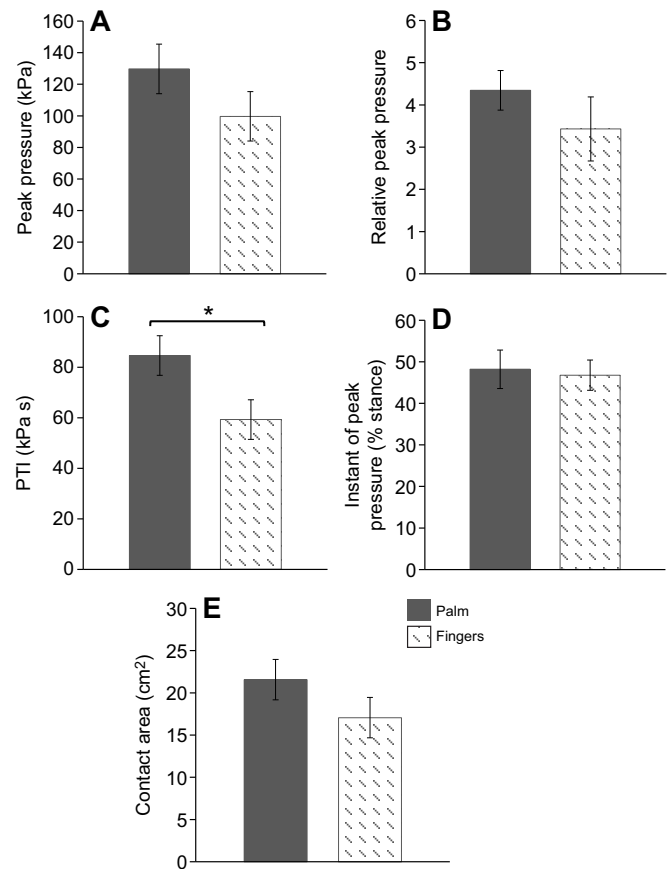 A
Peak pressure (kPa)
160
140
120
100
80
60
40
20
0
B
Relative peak pressure
6
5
4
3
2
1
0
C
*
PTI (kPa s)
100
80
60
40
20
0
D
Instant of peak
pressure (% stance)
60
50
40
30
20
10
0
E
Contact area (cm²)
30
25
20
15
10
5
0
Palm
Fingers